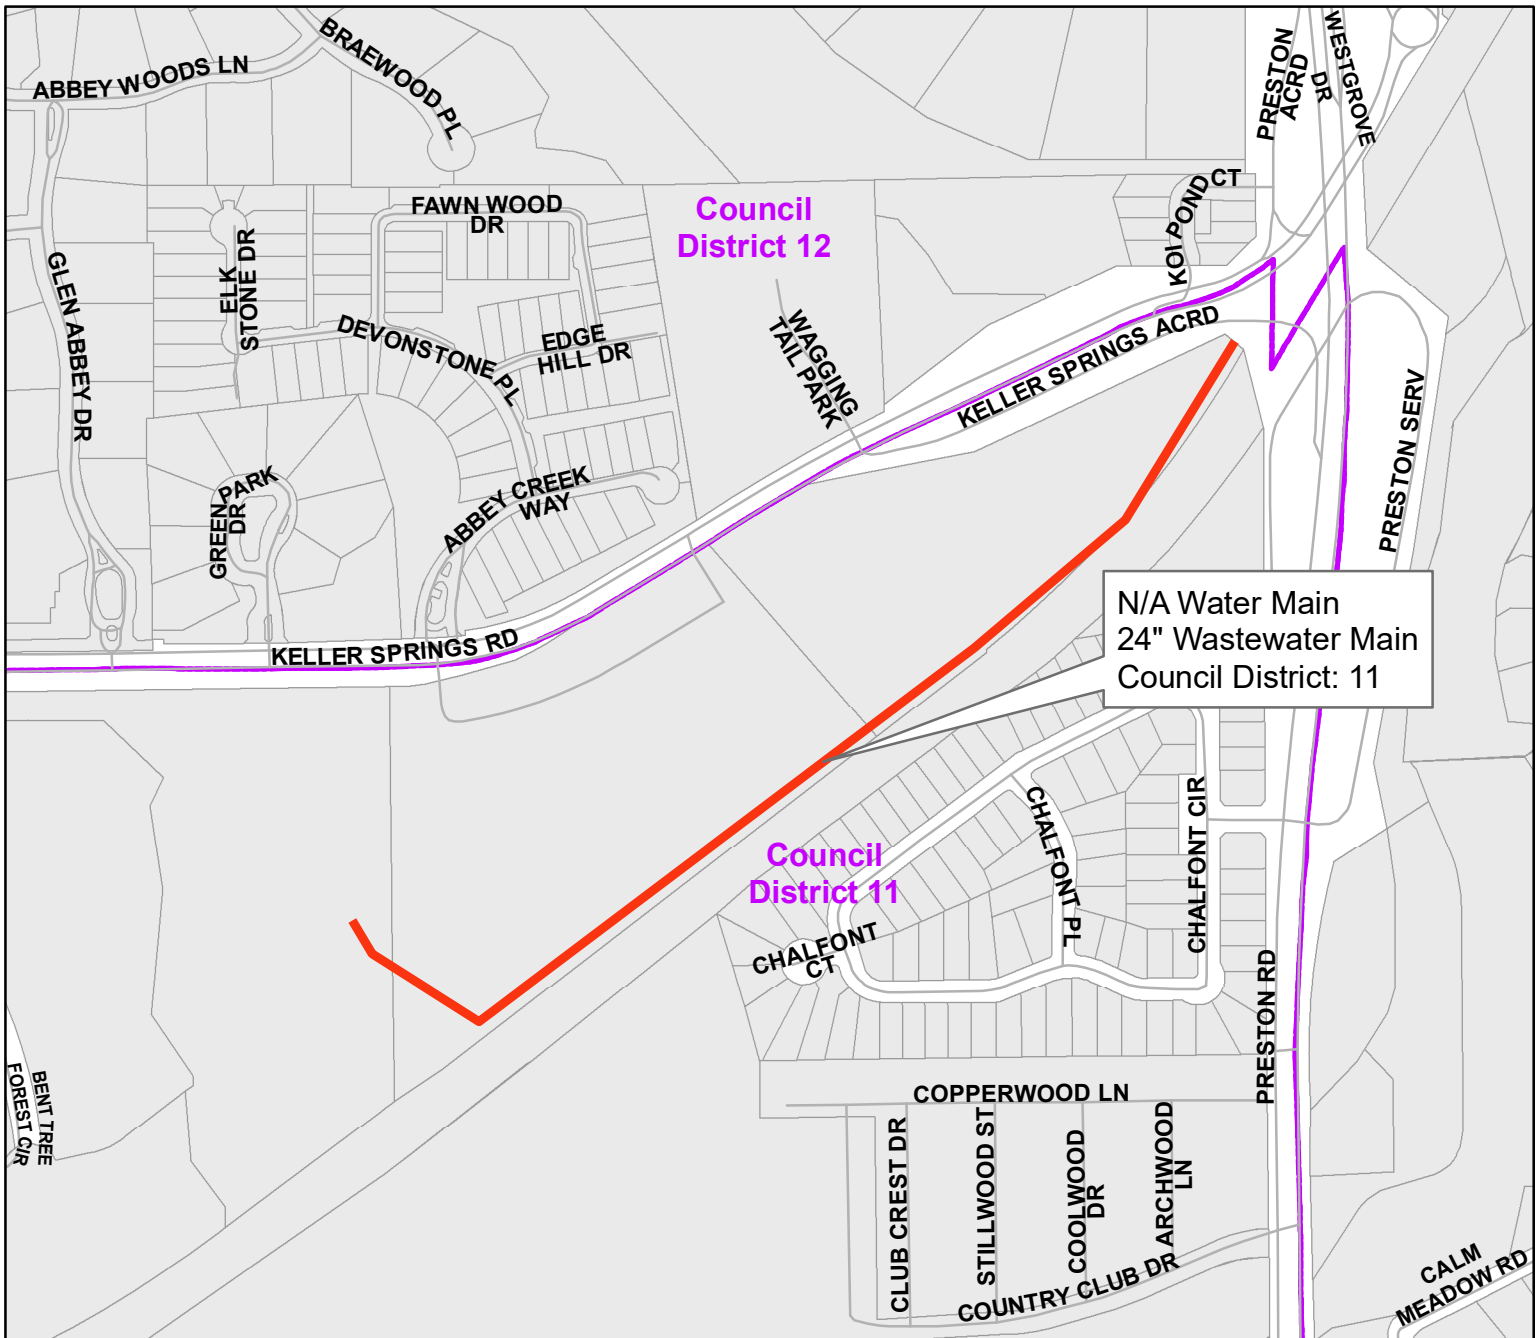 ABBEY WOODS LN
BRAEWOOD PL
PRESTON
ACRD
WESTGROVE
DR
FAWN WOOD
DR
Council
District 12
KOI POND
CT
ELK
STONE DR
GLEN ABBEY DR
DEVONSTONE PL
EDGE
HILL DR
WAGGING
TAIL PARK
KELLER SPRINGS ACRD
PRESTON SERV
GREEN
PARK
DR
ABBEY CREEK
WAY
KELLER SPRINGS RD
N/A Water Main
24" Wastewater Main
Council District: 11
CHALFONT PL
CHALFONT CIR
Council
District 11
CHALFONT
CT
PRESTON RD
BENT TREE
FOREST CIR
COPPERWOOD LN
CLUB CREST DR
STILLWOOD ST
COOLWOOD
DR
ARCHWOOD
LN
COUNTRY CLUB DR
CALM
MEADOW RD